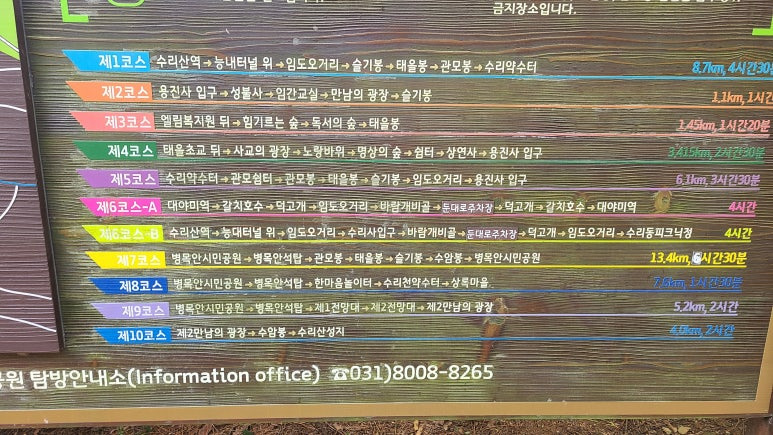 금지장소입니다.
제1코스 수리산역→능내터널 위→임도오거리→슬기봉→태을봉→관모봉→수리약수터 8.7km, 4시간30분
제2코스 용진사 입구→성불사→임간교실→만남의 광장→슬기봉 1.1km, 1시간
제3코스 엘림복지원 뒤→힘기르는 숲→독서의 숲→태을봉 1.45km, 1시간20분
제4코스 태을초교 뒤→사교의 광장→노랑바위→명상의 숲→쉼터→상연사→용진사 입구 3.415km, 2시간30분
제5코스 수리약수터→관모쉼터→관모봉→태을봉→슬기봉→임도오거리→용진사 입구 6.1km, 3시간30분
제6코스-A 대야미역→갈치호수→덕고개→임도오거리→바람개비골→둔대로주차장→덕고개→갈치호수→대야미역 4시간
제6코스-B 수리산역→능내터널 위→임도오거리→수리사입구→바람개비골→둔대로주차장→덕고개→임도오거리→수리동피크닉정 4시간
제7코스 병목안시민공원→병목안석탑→관모봉→태을봉→슬기봉→수암봉→병목안시민공원 13.4km, 6시간30분
제8코스 병목안시민공원→병목안석탑→한마음놀이터→수리천약수터→상록마을 1시간30분
제9코스 병목안시민공원→병목안석탑→제1전망대→제2전망대→제2만남의 광장 5.2km, 2시간
제10코스 제2만남의 광장→수암봉→수리산성지 4.0km, 2시간
공원 탐방안내소(Information office) ☎031)8008-8265